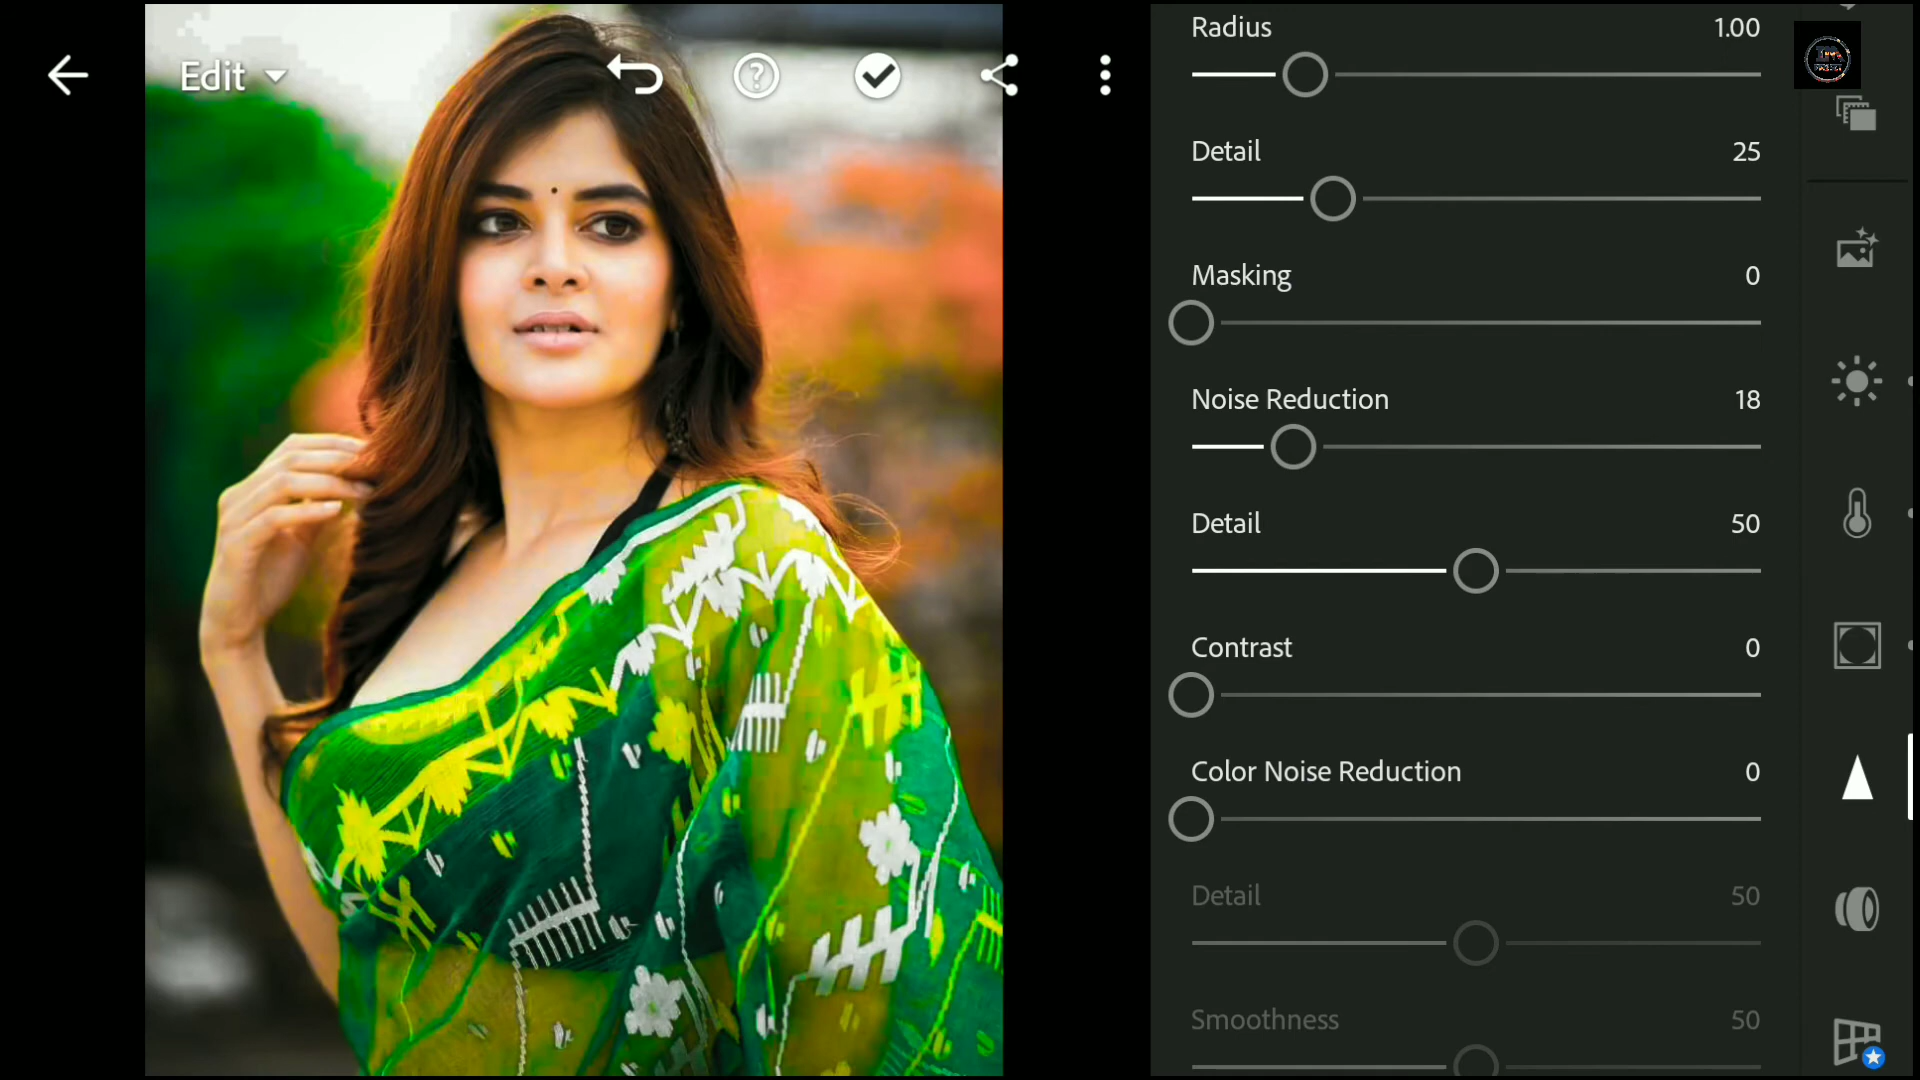 Edit
Radius 1.00
Detail 25
Masking 0
Noise Reduction 18
Detail 50
Contrast 0
Color Noise Reduction 0
Detail 50
Smoothness 50